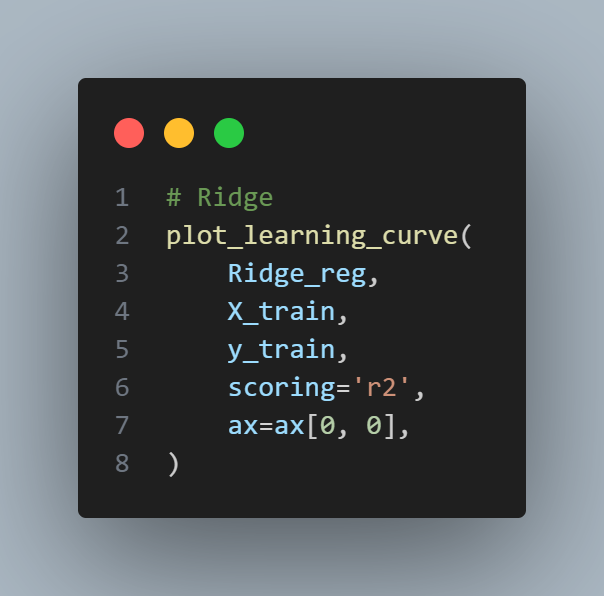 1 # Ridge
2 plot_learning_curve(
3     Ridge_reg,
4     X_train,
5     y_train,
6     scoring='r2',
7     ax=ax[0, 0],
8 )